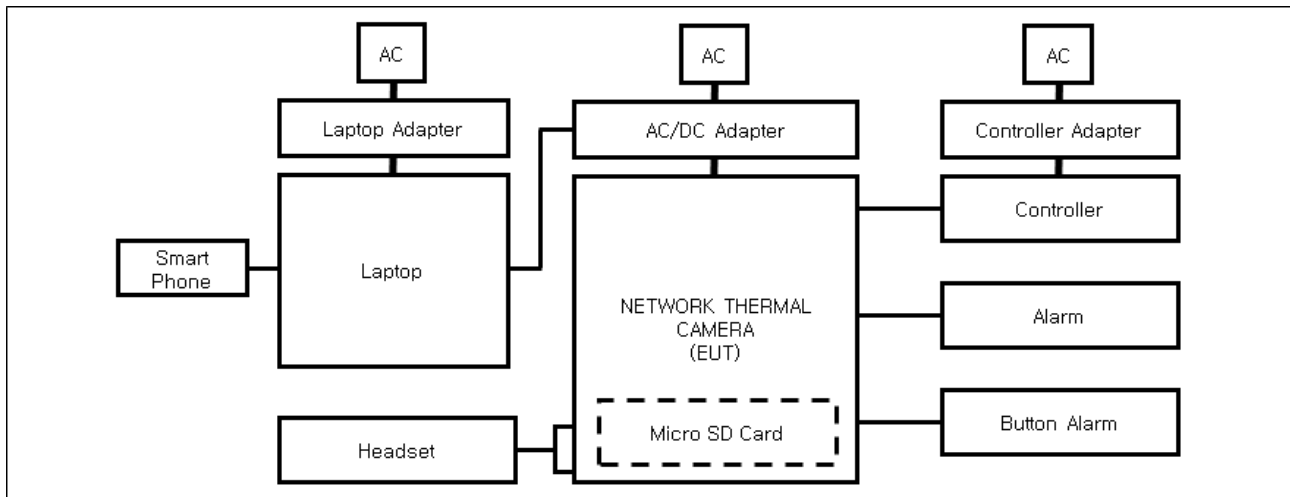 AC
AC
AC
Laptop Adapter
AC/DC Adapter
Controller Adapter
Controller
Smart
Phone
Laptop
NETWORK THERMAL
CAMERA
(EUT)
Alarm
Micro SD Card
Button Alarm
Headset